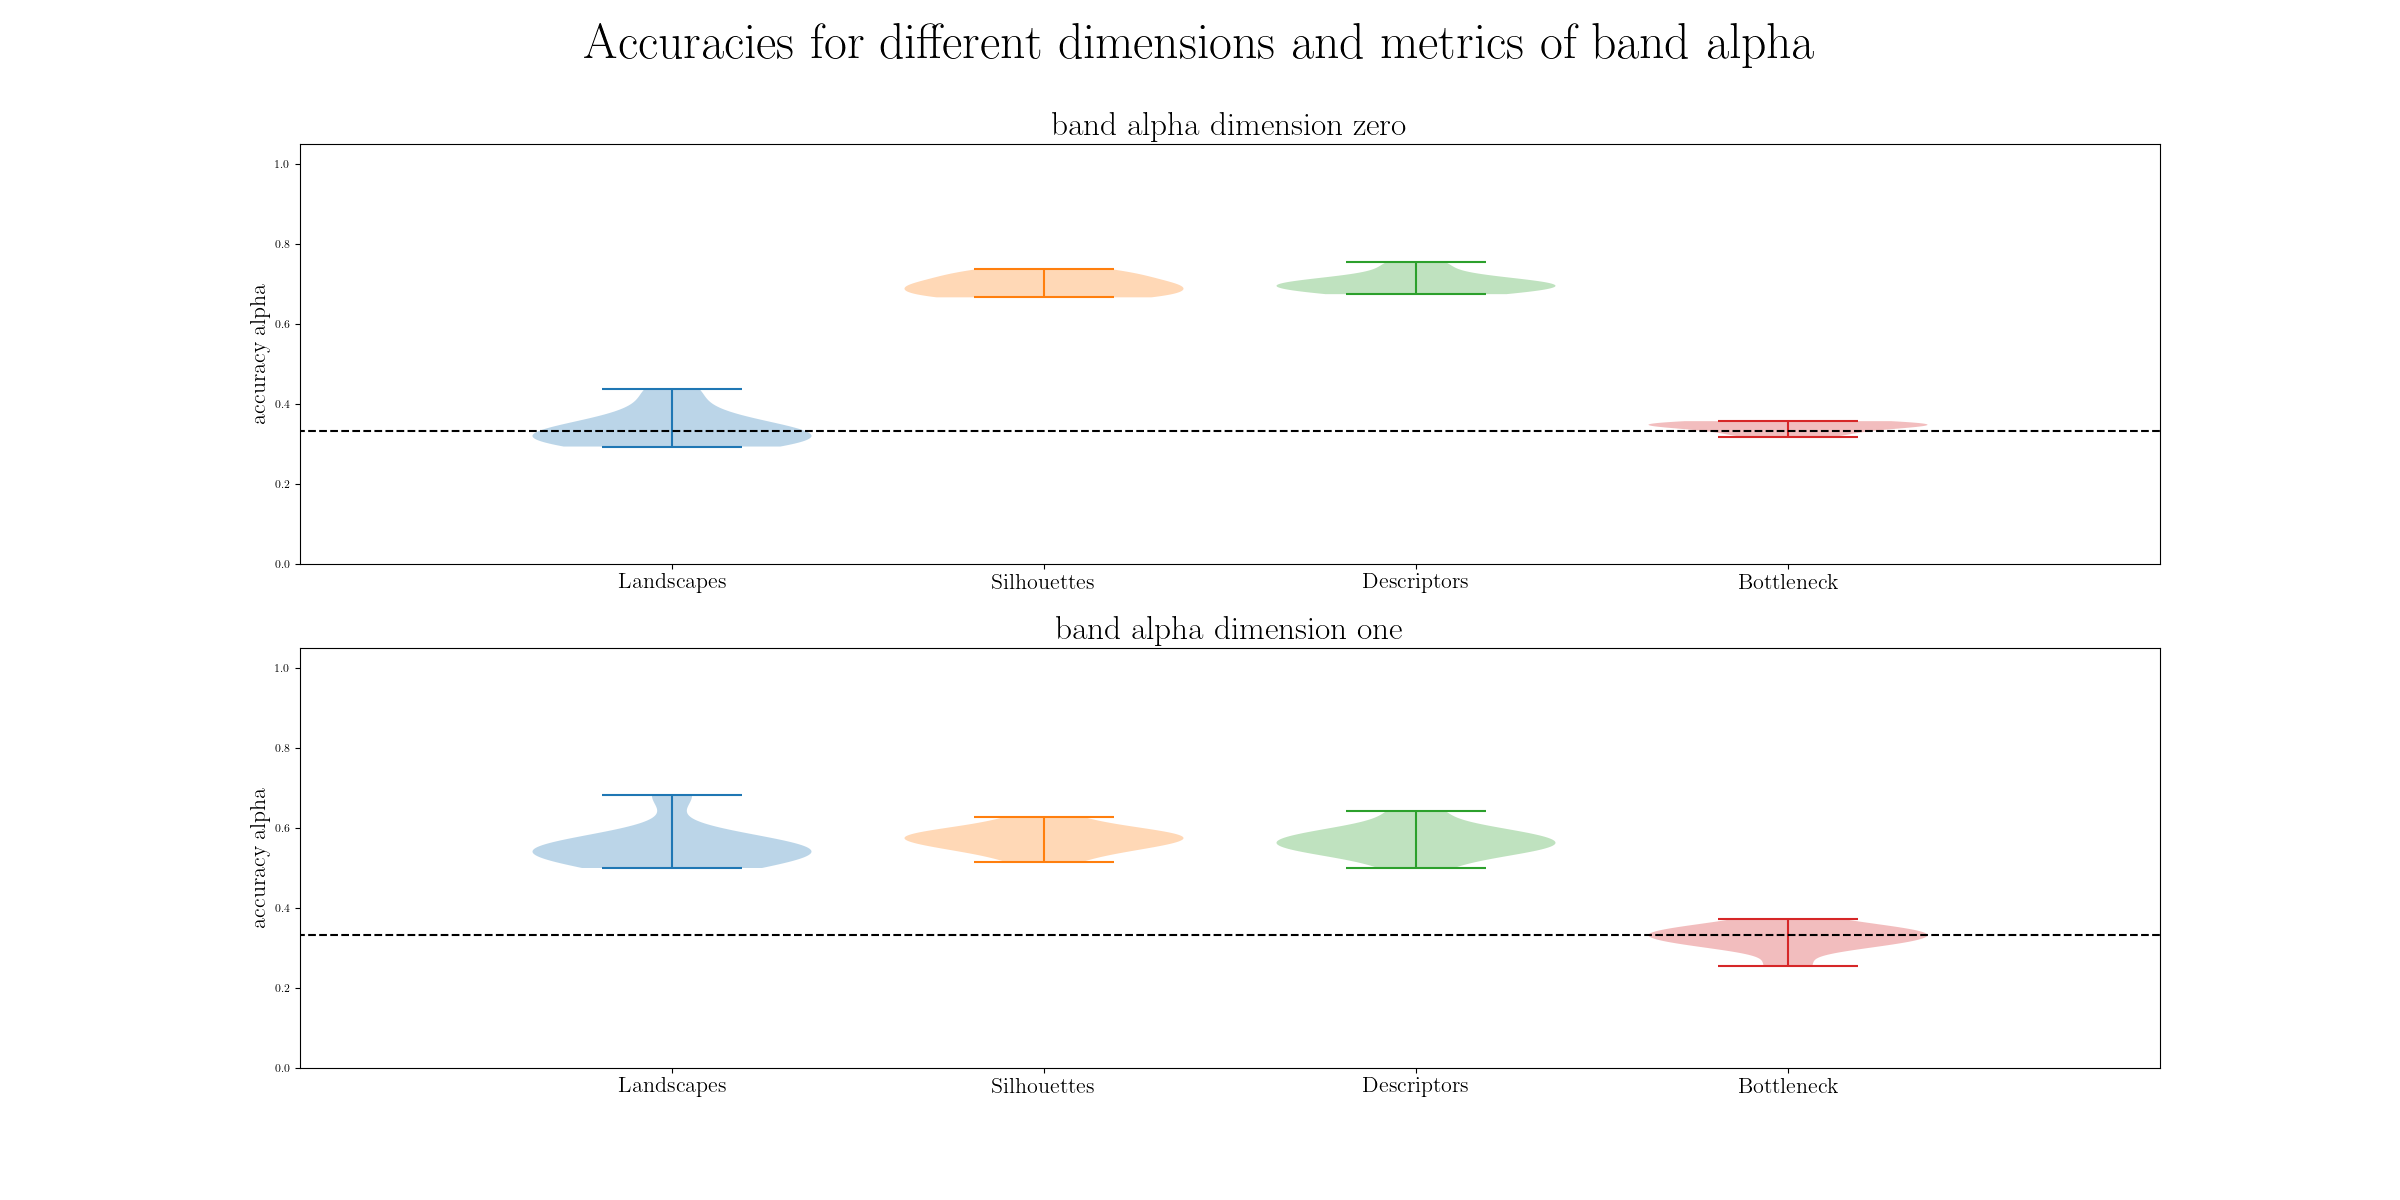 Accuracies for different dimensions and metrics of band alpha
band alpha dimension zero
accuracy alpha
1.0
0.8
0.6
0.4
0.2
0.0
Landscapes Silhouettes Descriptors Bottleneck
band alpha dimension one
accuracy alpha
1.0
0.8
0.6
0.4
0.2
0.0
Landscapes Silhouettes Descriptors Bottleneck